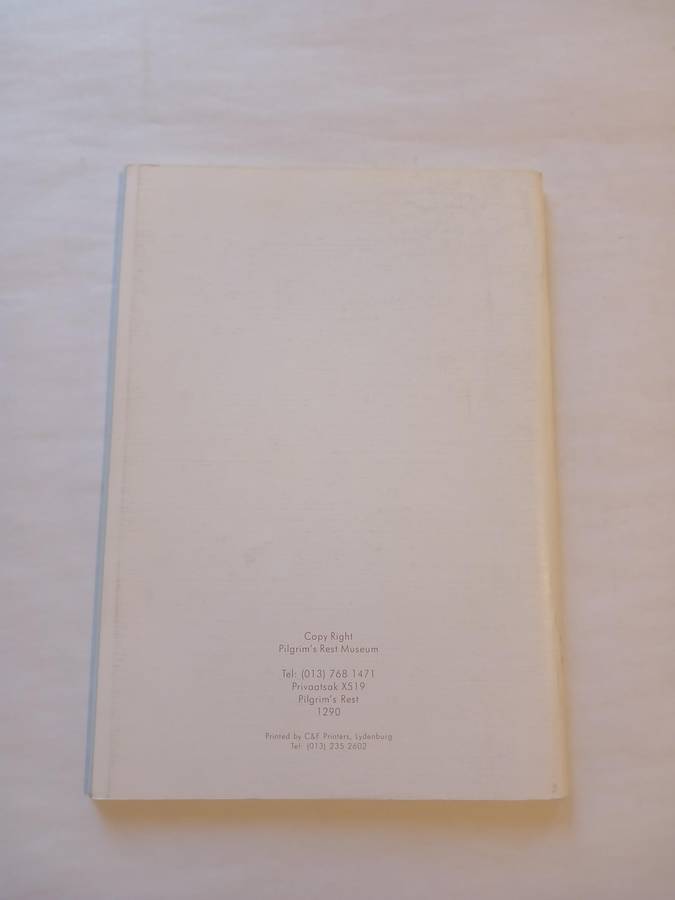 Copy Right
Pilgrim's Rest Museum
Tel: (013) 768 1471
Privaatsak X519
Pilgrim's Rest
1290
Printed by C&F Printers, Lydenburg
Tel: (013) 235 2602